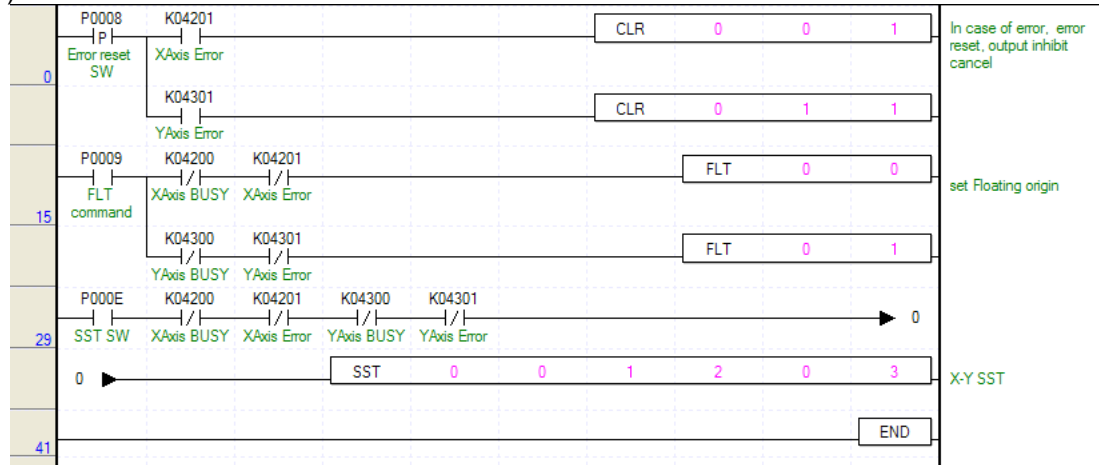 P0008 K04201
P CLR 0 0 1
Error reset SW XAxis Error
In case of error, error
reset, output inhibit
cancel
0
K04301
CLR 0 1 1
YAxis Error
P0009 K04200 K04201
FLT 0 0
FLT command XAxis BUSY XAxis Error
set Floating origin
15
K04300 K04301
FLT 0 1
YAxis BUSY YAxis Error
P000E K04200 K04201 K04300 K04301
0
SST SW XAxis BUSY XAxis Error YAxis BUSY YAxis Error
29
0 SST 0 0 1 2 0 3 X-Y SST
END
41